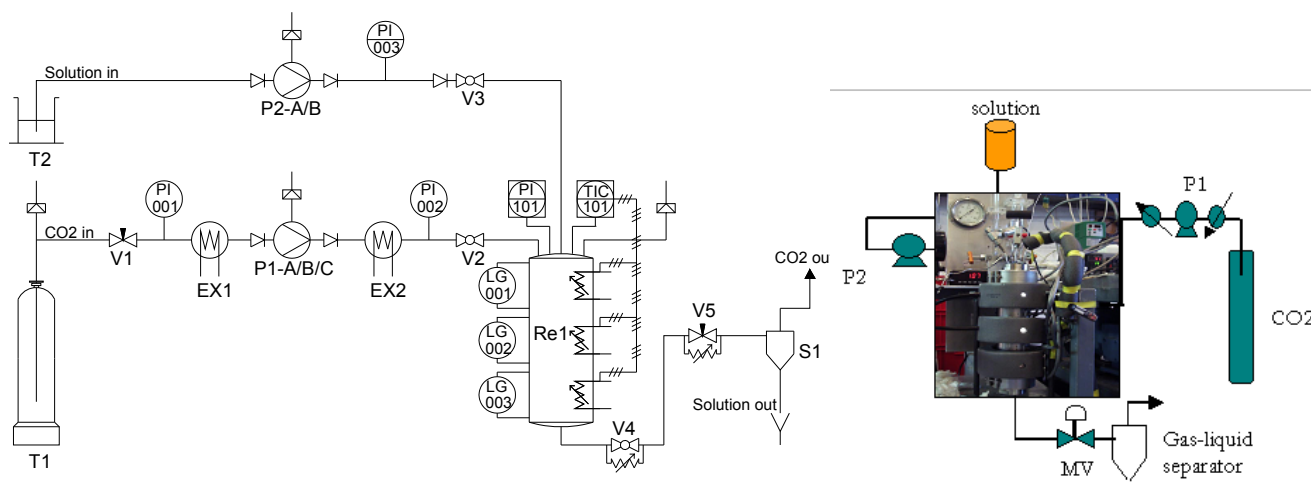 PI
003
Solution in
P2-A/B
V3
T2
PI
001
PI
002
PI
101
TIC
101
CO2 in
V1
EX1
P1-A/B/C
EX2
V2
LG
001
LG
002
LG
003
Re1
CO2 ou
V5
S1
Solution out
V4
T1
solution
P1
P2
CO2
MV
Gas-liquid
separator